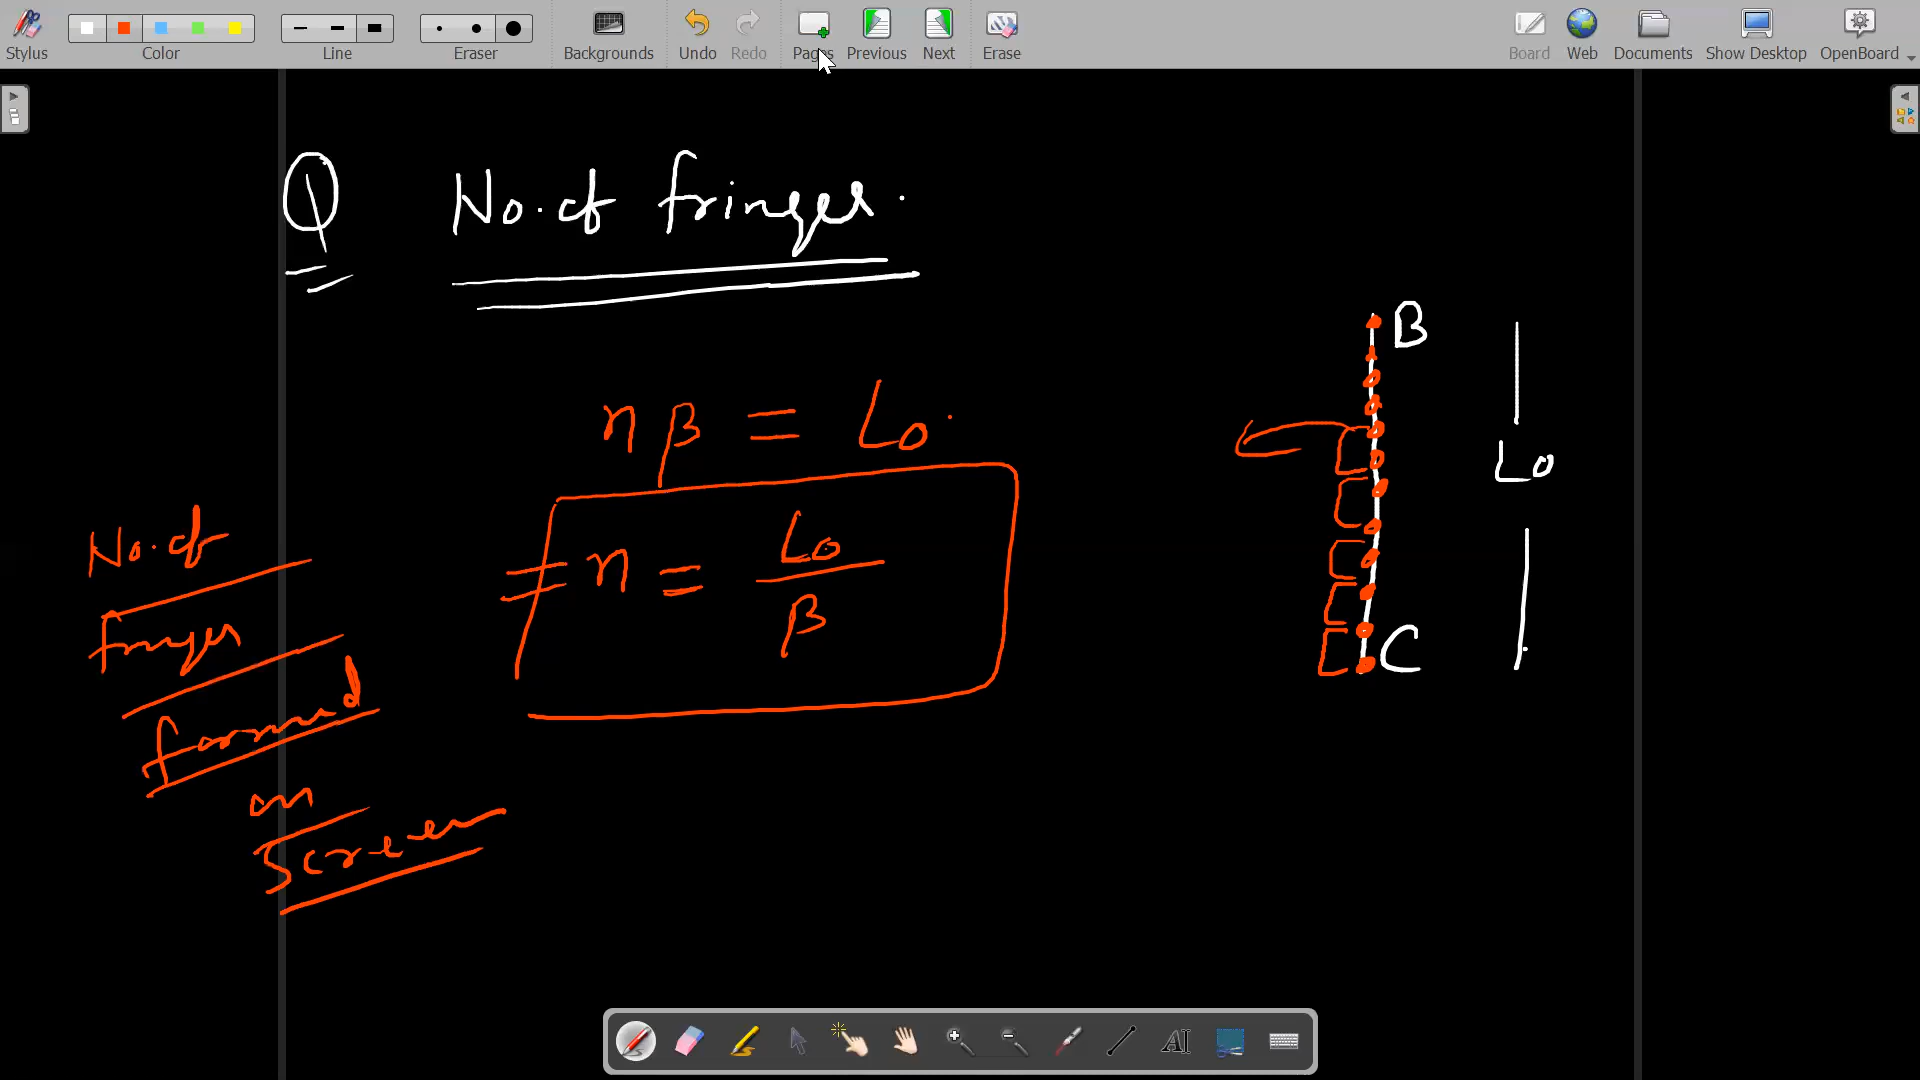 Stylus Color Line Eraser Backgrounds Undo Redo Pages Previous Next Erase Board Web Documents Show Desktop OpenBoard
Q No. of fringes.
B
nβ = Lo
Lo
n = Lo/β
No. of
fringes
formed
on
Screen
C
AI